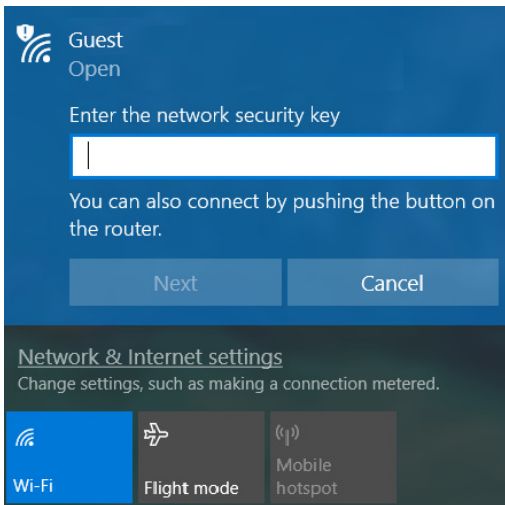 Guest
Open
Enter the network security key
You can also connect by pushing the button on
the router.
Next Cancel
Network & Internet settings
Change settings, such as making a connection metered.
Wi-Fi
Flight mode
Mobile
hotspot